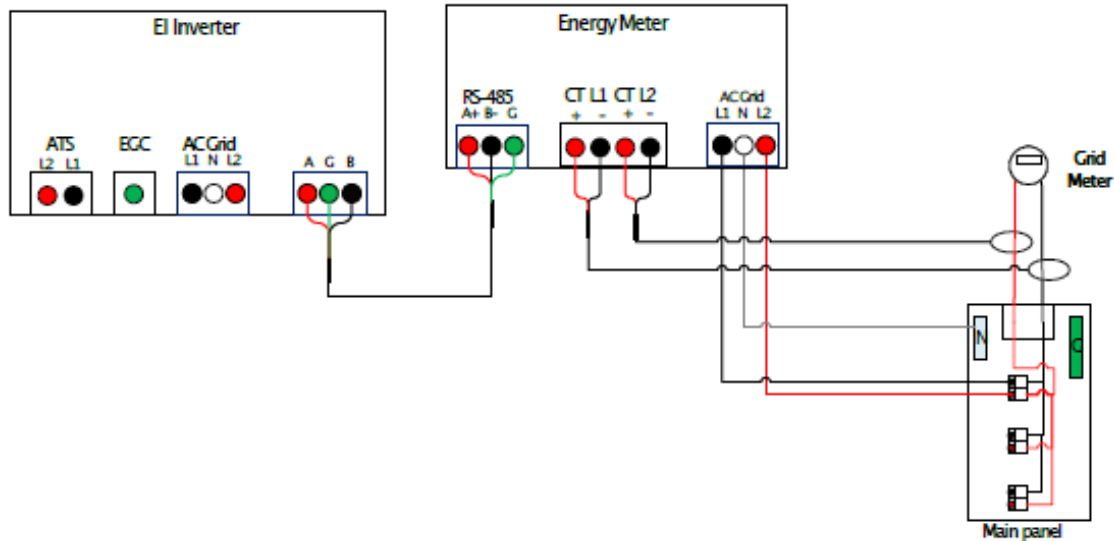 EI Inverter
ATS
L2 L1
EGC
AC Grid
L1 N L2
A G B
Energy Meter
RS-485
A+ B- G
CT L1 CT L2
+ - + -
AC Grid
L1 N L2
Grid
Meter
N
G
Main panel